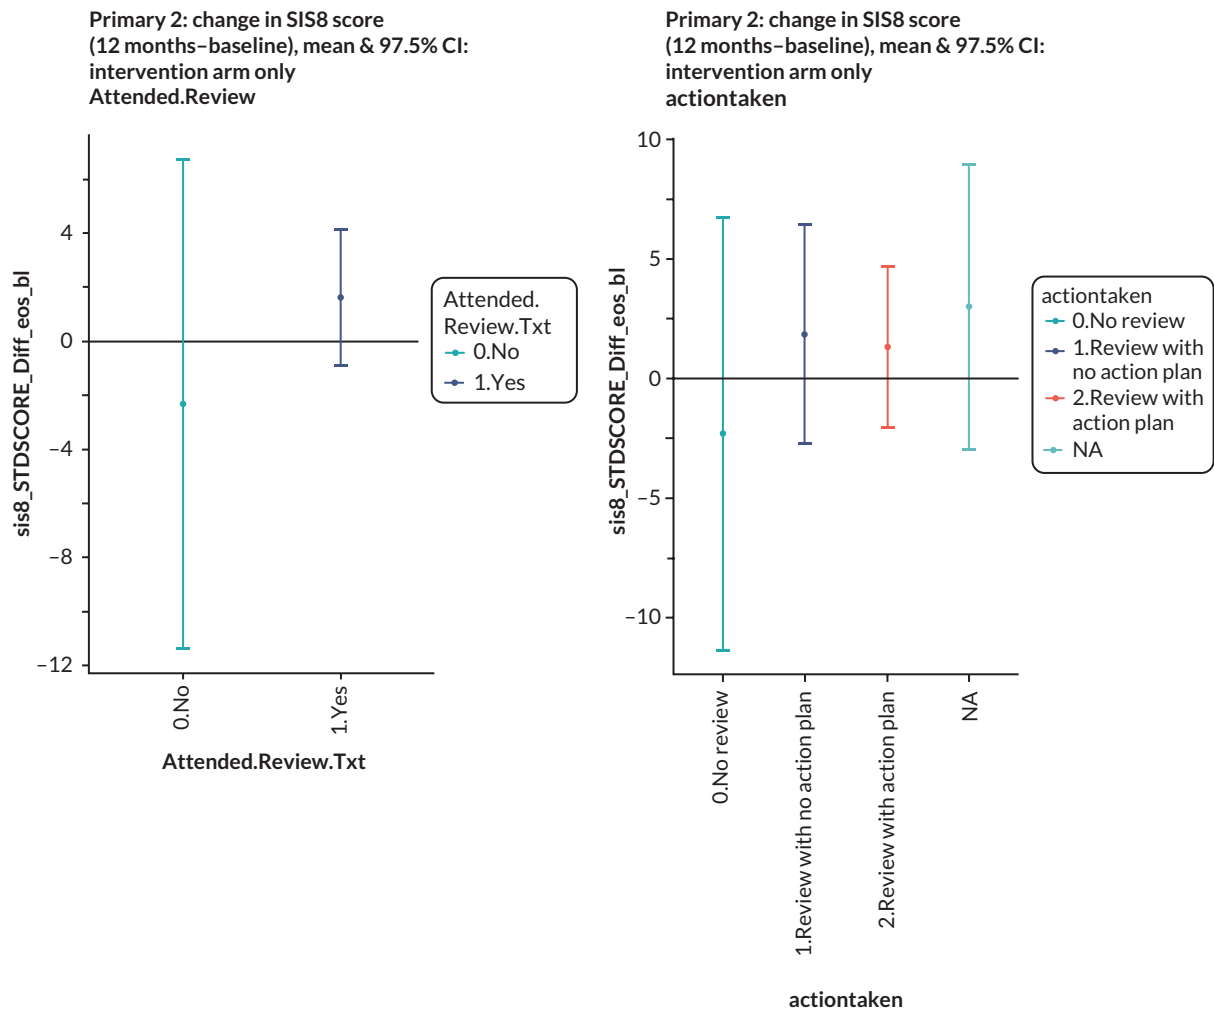 Primary 2: change in SIS8 score
(12 months–baseline), mean & 97.5% CI:
intervention arm only
Attended.Review
sis8_STDSCORE_Diff_eos_bl
4
0
−4
−8
−12
0.No
1.Yes
Attended.Review.Txt
Attended.
Review.Txt
0.No
1.Yes
Primary 2: change in SIS8 score
(12 months–baseline), mean & 97.5% CI:
intervention arm only
actiontaken
sis8_STDSCORE_Diff_eos_bl
10
5
0
−5
−10
0.No review
1.Review with no action plan
2.Review with action plan
NA
actiontaken
actiontaken
0.No review
1.Review with
no action plan
2.Review with
action plan
NA